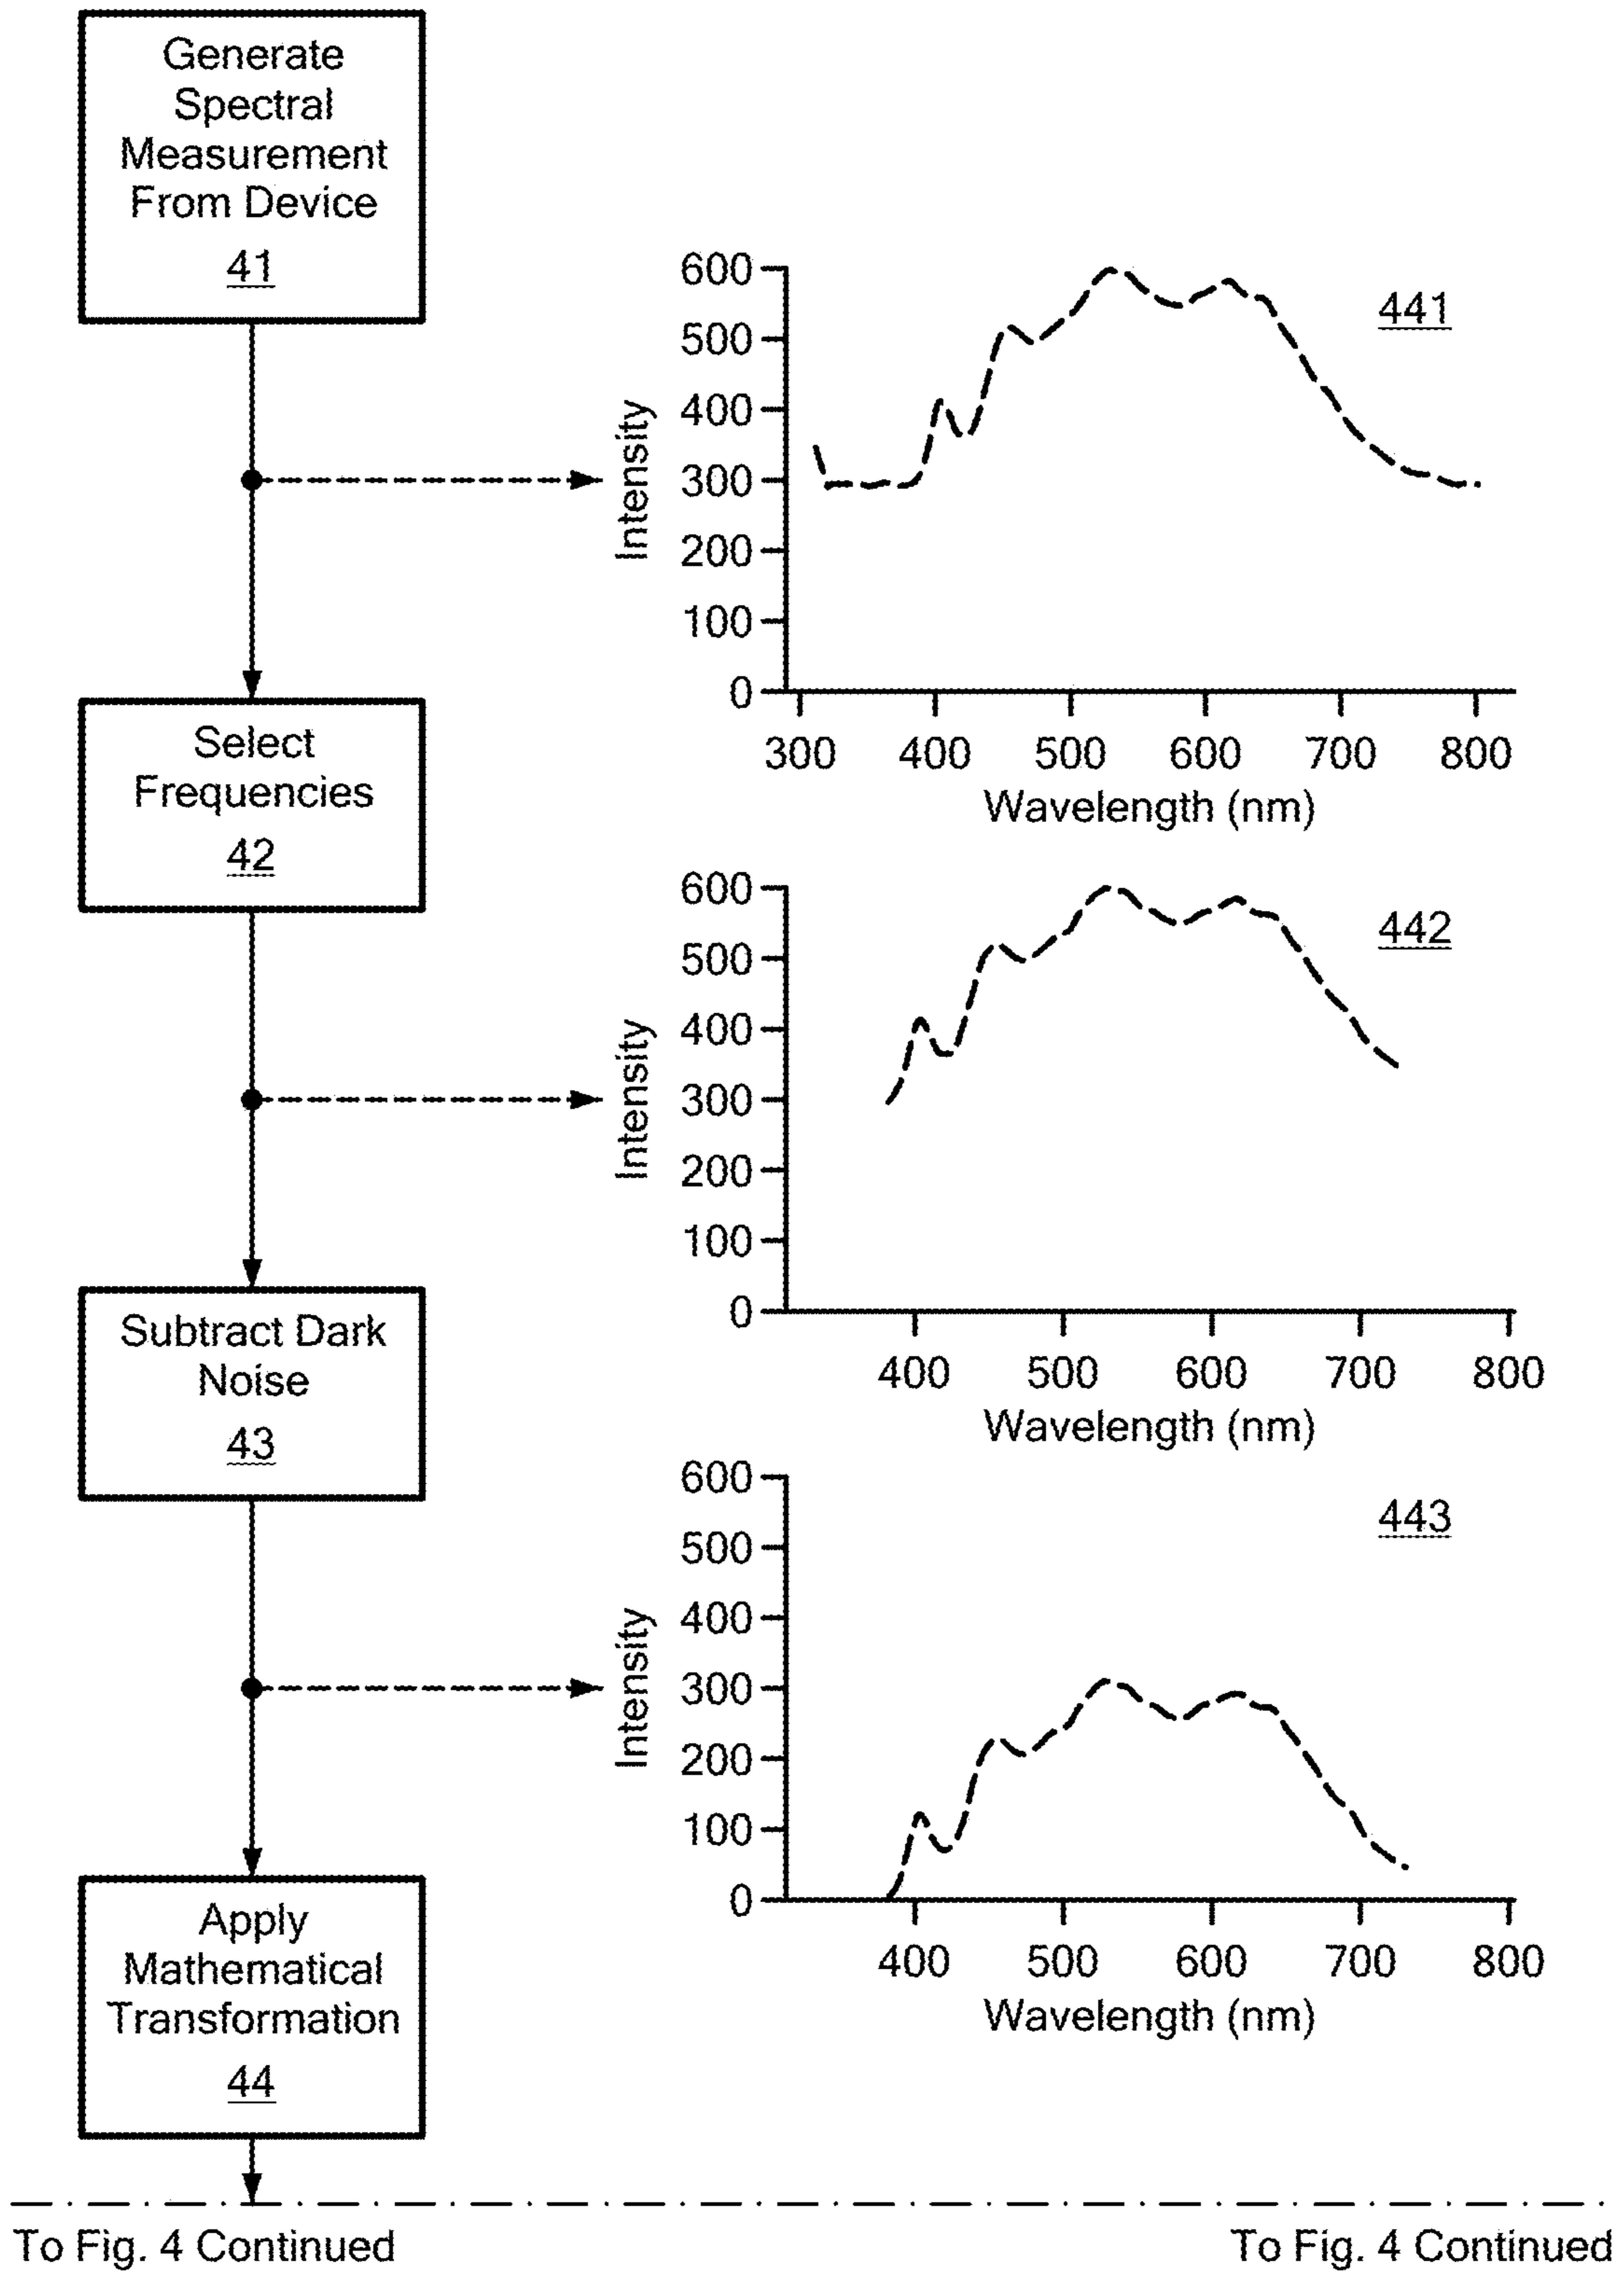 Generate
Spectral
Measurement
From Device
41
600
500
400
300
200
100
0
Intensity
441
300 400 500 600 700 800
Wavelength (nm)
Select
Frequencies
42
600
500
400
300
200
100
0
Intensity
442
400 500 600 700 800
Wavelength (nm)
Subtract Dark
Noise
43
600
500
400
300
200
100
0
Intensity
443
400 500 600 700 800
Wavelength (nm)
Apply
Mathematical
Transformation
44
To Fig. 4 Continued
To Fig. 4 Continued